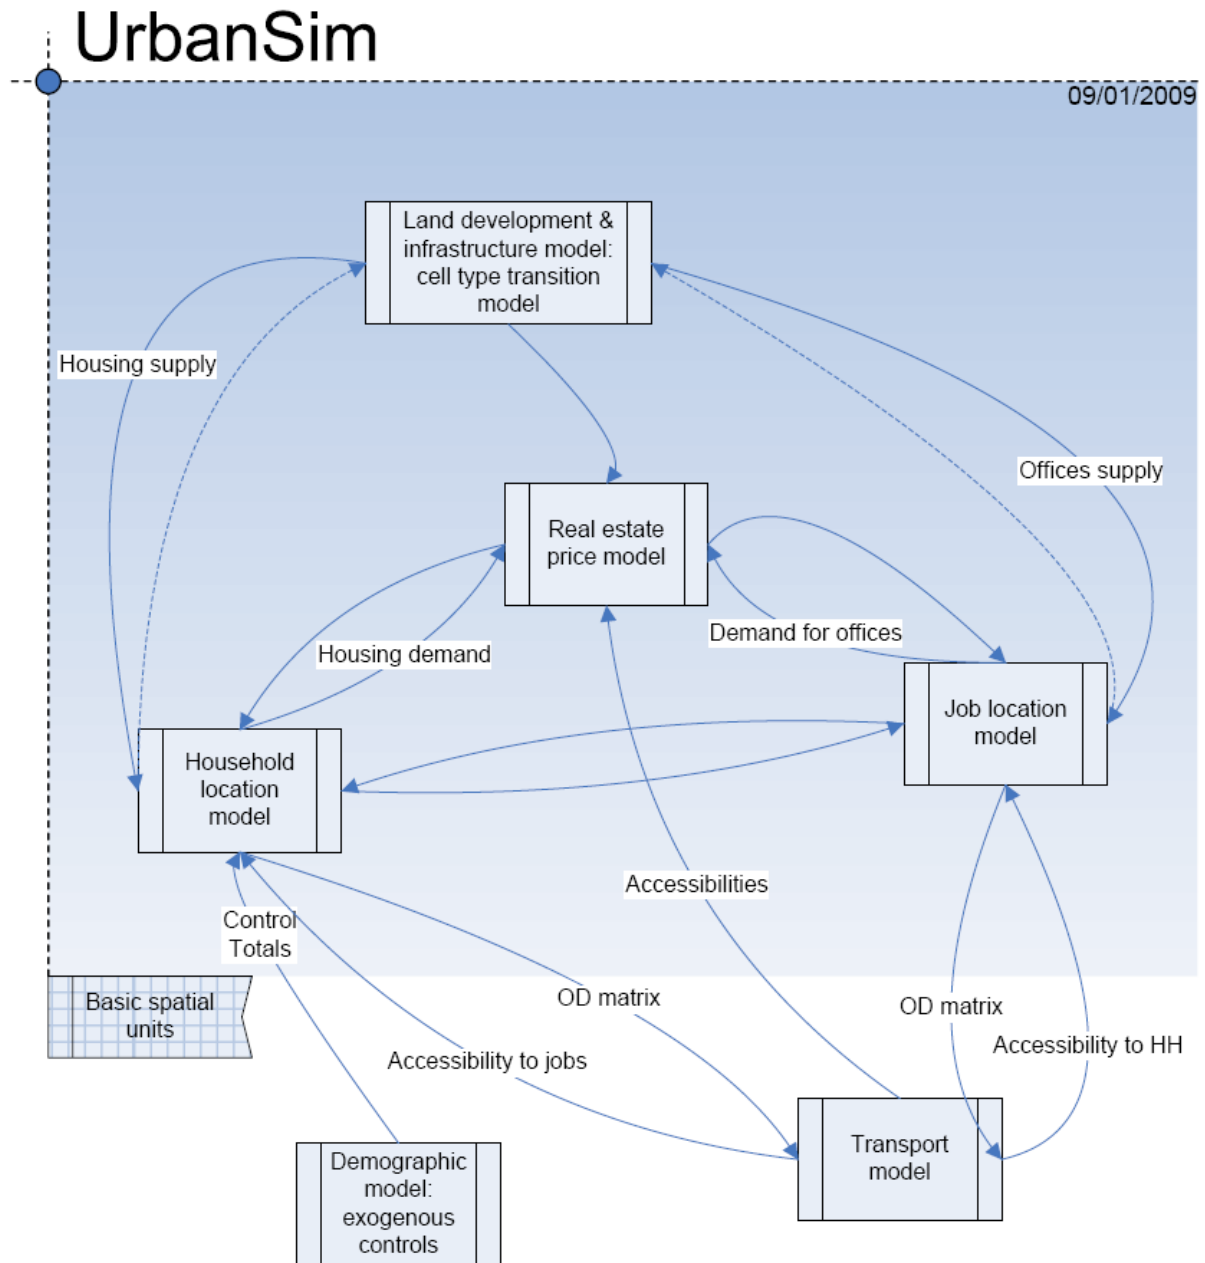 UrbanSim
09/01/2009
Land development &
infrastructure model:
cell type transition
model
Housing supply
Offices supply
Real estate
price model
Demand for offices
Housing demand
Job location
model
Household
location
model
Accessibilities
Control
Totals
Basic spatial
units
OD matrix
OD matrix
Accessibility to HH
Accessibility to jobs
Transport
model
Demographic
model:
exogenous
controls